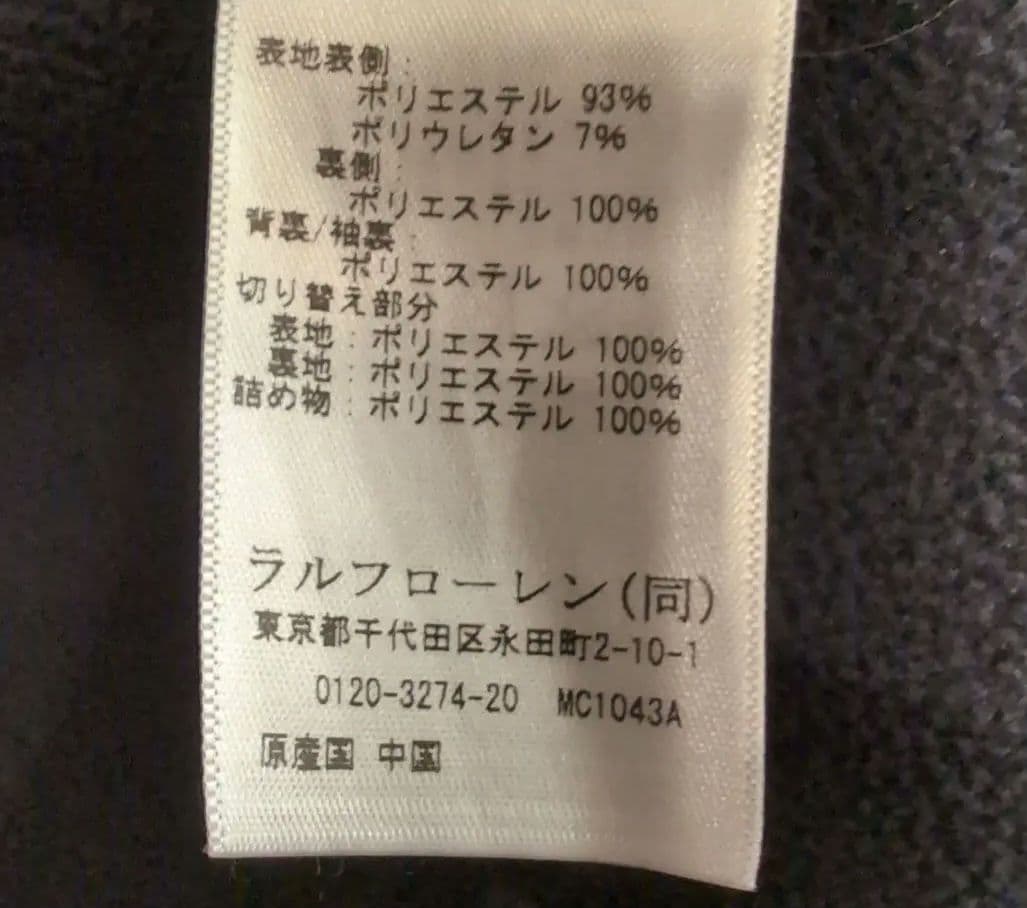 表地表側：
ポリエステル 93%
ポリウレタン 7%
裏側：
ポリエステル 100%
背裏/袖裏：
ポリエステル 100%
切り替え部分
表地：ポリエステル 100%
裏地：ポリエステル 100%
詰め物：ポリエステル 100%
ラルフローレン(同)
東京都千代田区永田町2-10-1
0120-3274-20 MC1043A
原産国 中国